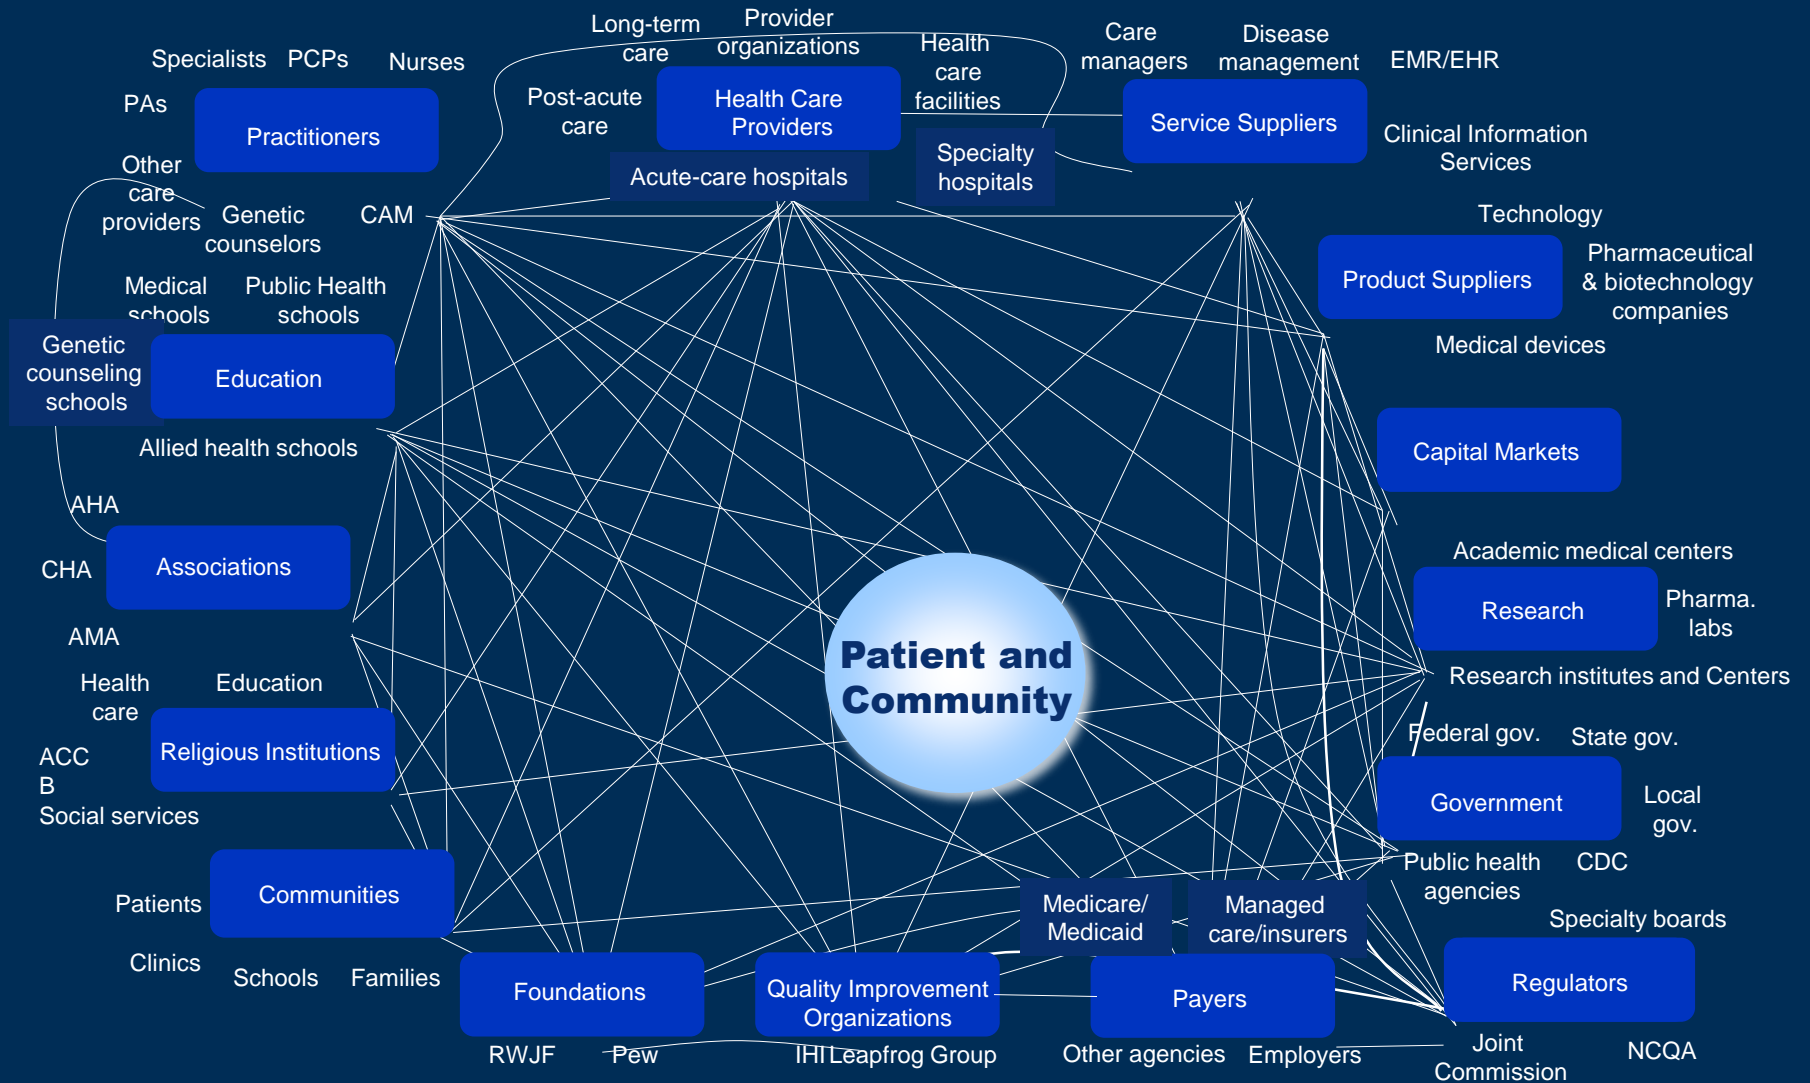 Long-term
care
Provider
organizations
Health
care
facilities
Care
managers
Disease
management
EMR/EHR
Specialists
PCPs
Nurses
PAs
Practitioners
Post-acute
care
Health Care
Providers
Service Suppliers
Clinical Information
Services
Acute-care hospitals
Specialty
hospitals
Other
care
providers
Genetic
counselors
CAM
Technology
Product Suppliers
Pharmaceutical
& biotechnology
companies
Medical devices
Medical
schools
Public Health
schools
Genetic
counseling
schools
Education
Allied health schools
Capital Markets
AHA
CHA
Associations
AMA
Academic medical centers
Research
Pharma.
labs
Research institutes and Centers
Patient and
Community
Health
care
Education
Religious Institutions
ACC
B
Social services
Federal gov.
State gov.
Government
Local
gov.
Public health
agencies
CDC
Communities
Patients
Clinics
Schools
Families
Medicare/
Medicaid
Managed
care/insurers
Specialty boards
Foundations
Quality Improvement
Organizations
Payers
Regulators
RWJF
Pew
IHI
Leapfrog Group
Other agencies
Employers
Joint
Commission
NCQA